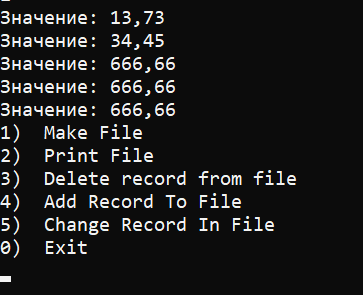 Значение: 13,73
Значение: 34,45
Значение: 666,66
Значение: 666,66
Значение: 666,66
1)  Make File
2)  Print File
3)  Delete record from file
4)  Add Record To File
5)  Change Record In File
0)  Exit